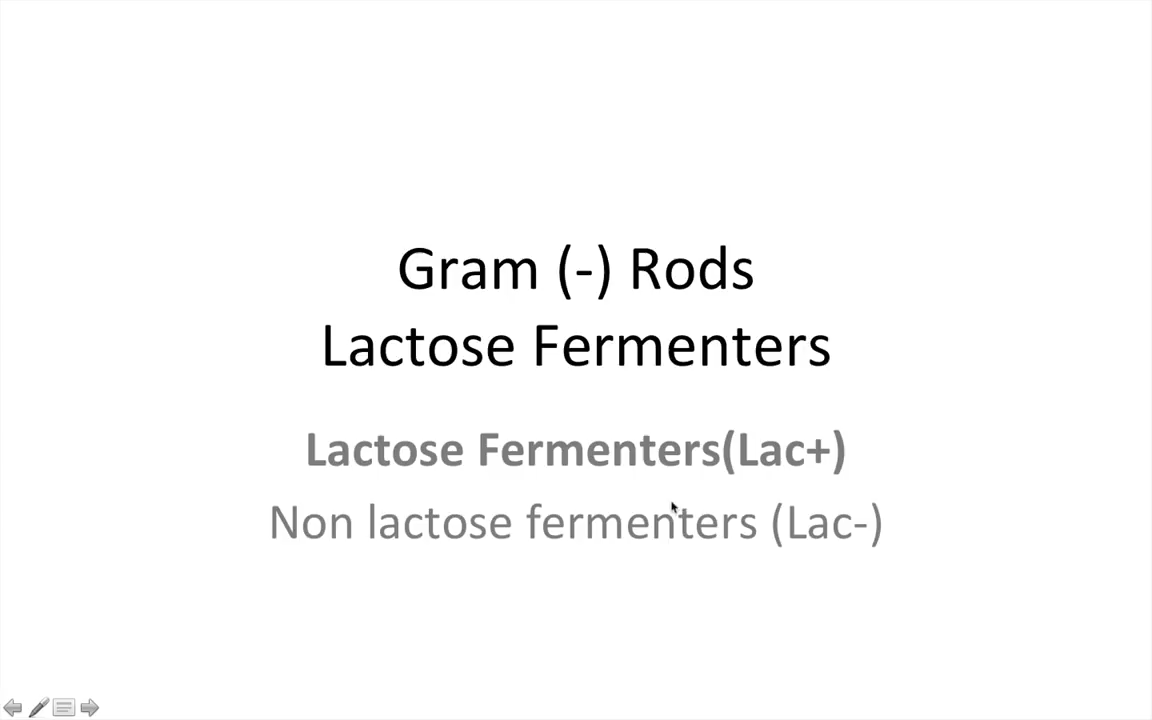 Gram (-) Rods
Lactose Fermenters
Lactose Fermenters(Lac+)
Non lactose fermenters (Lac-)